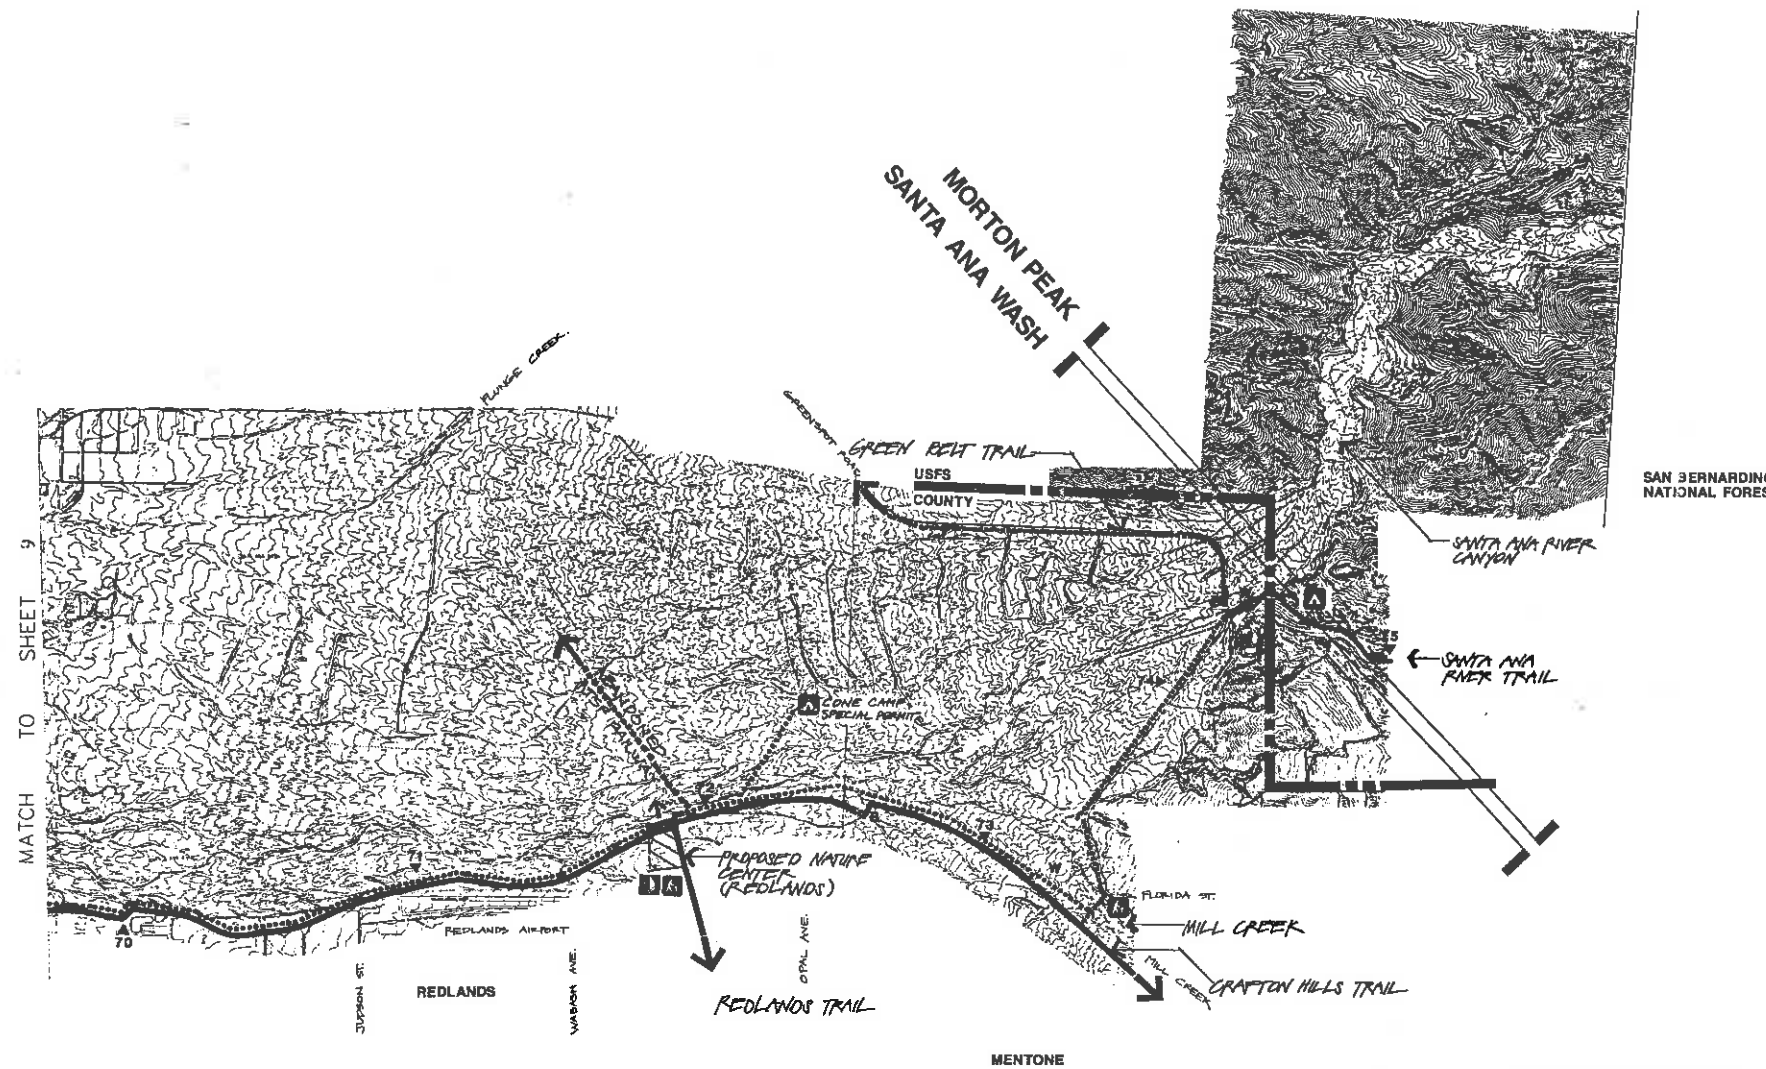 MORTON PEAK
SANTA ANA WASH
PLUNGE CREEK
GREENSPOT ROAD
GREEN BELT TRAIL
USFS
COUNTY
SAN BERNARDINO
NATIONAL FORES
SANTA ANA RIVER
CANYON
MATCH TO SHEET 9
SANTA ANA
RIVER TRAIL
CONE CAMP
SPECIAL PERMIT
72
73
71
70
PROPOSED NATURE
CENTER
(REDLANDS)
FLORIDA ST.
MILL CREEK
REDLANDS AIRPORT
OPAL AVE.
JUDSON ST.
WABASH AVE.
REDLANDS
REDLANDS TRAIL
MILL CREEK
CRAFTON HILLS TRAIL
MENTONE